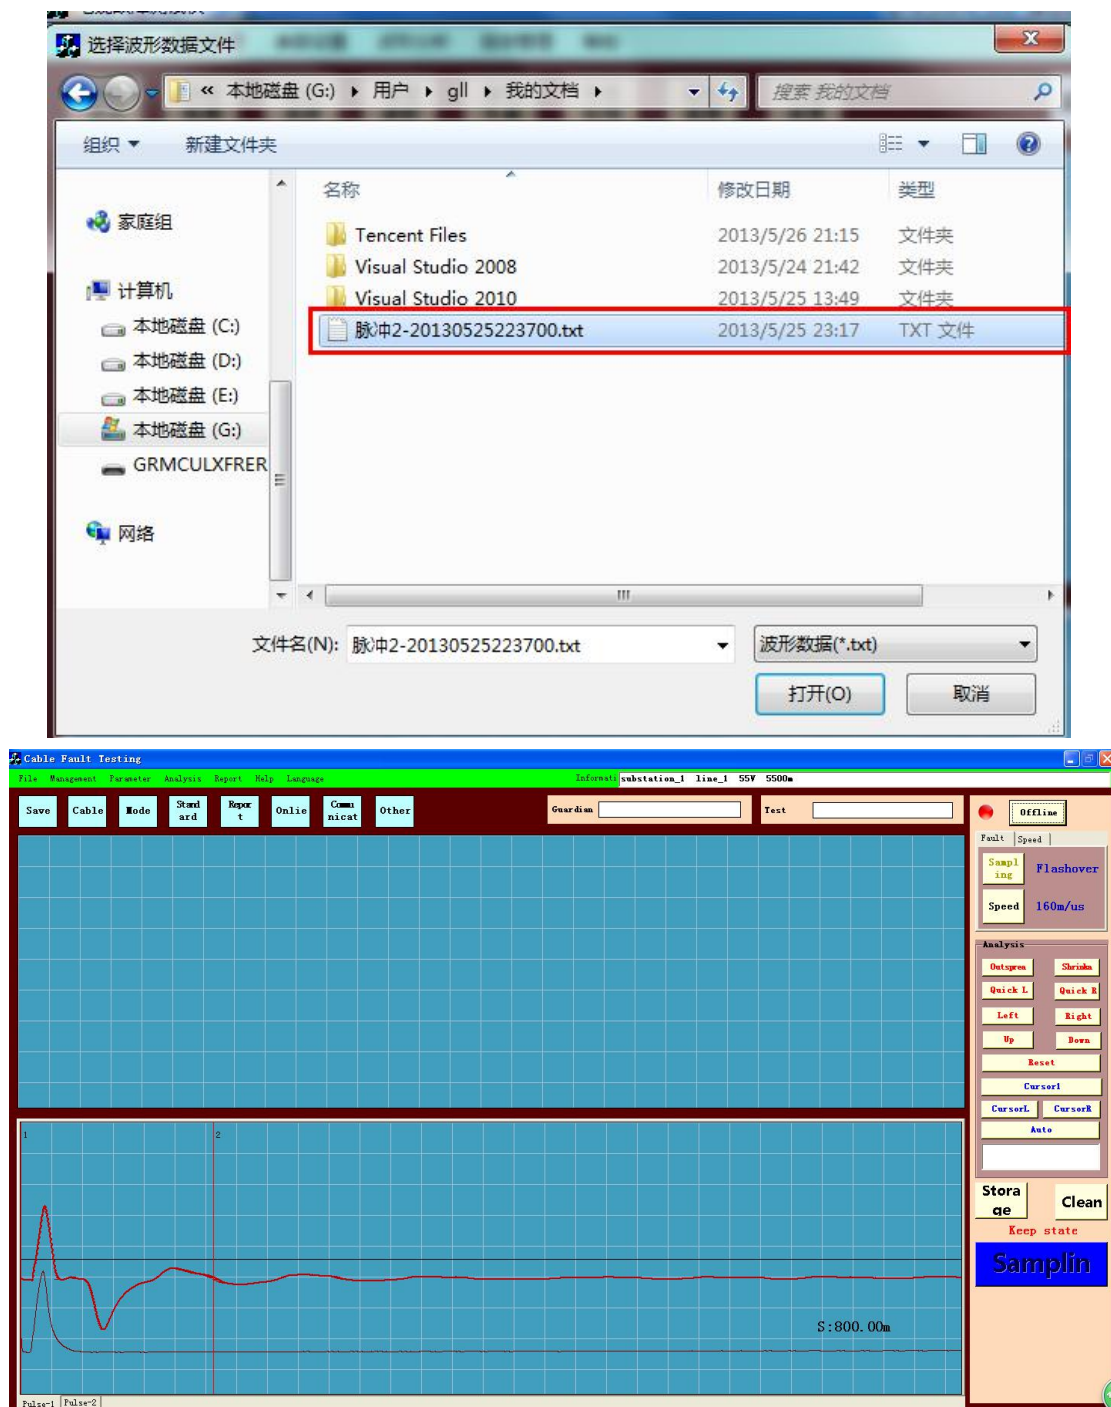 选择波形数据文件
« 本地磁盘 (G:) ▸ 用户 ▸ gll ▸ 我的文档 ▸
搜索 我的文档
组织 ▼ 新建文件夹
名称 修改日期 类型
家庭组
Tencent Files 2013/5/26 21:15 文件夹
Visual Studio 2008 2013/5/24 21:42 文件夹
计算机
Visual Studio 2010 2013/5/25 13:49 文件夹
本地磁盘 (C:)
脉冲2-20130525223700.txt 2013/5/25 23:17 TXT 文件
本地磁盘 (D:)
本地磁盘 (E:)
本地磁盘 (G:)
GRMCULXFRER
网络
文件名(N): 脉冲2-20130525223700.txt 波形数据(*.txt)
打开(O) 取消
Cable Fault Testing
File Management Parameter Analysis Report Help Language Informati substation_1 line_1 55V 5500m
Save Cable Mode Stand
ard Repor
t Onlie Commu
nicat Other Guardian Test Offline
Fault Speed
Sampl
ing Flashover
Speed 160m/us
Analysis
Outsprea Shrinka
Quick L Quick R
Left Right
Up Down
Reset
Cursor1
CursorL CursorR
Auto
1 2
Stora
ge Clean
Keep state
Samplin
S:800.00m
Pulse-1 Pulse-2